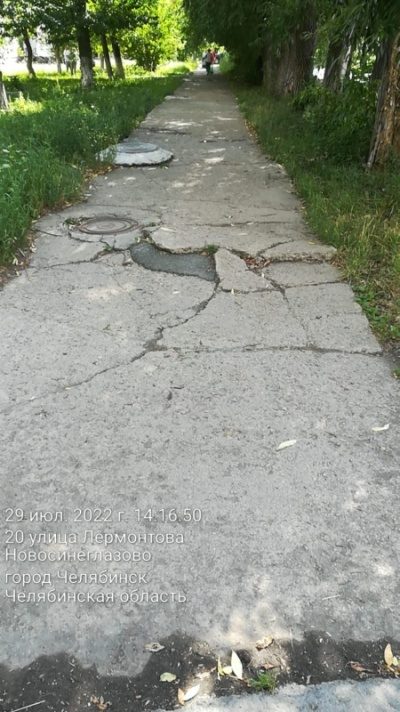 29 июл. 2022 г. 14:16:50
20 улица Лермонтова
Новосинеглазово
город Челябинск
Челябинская область